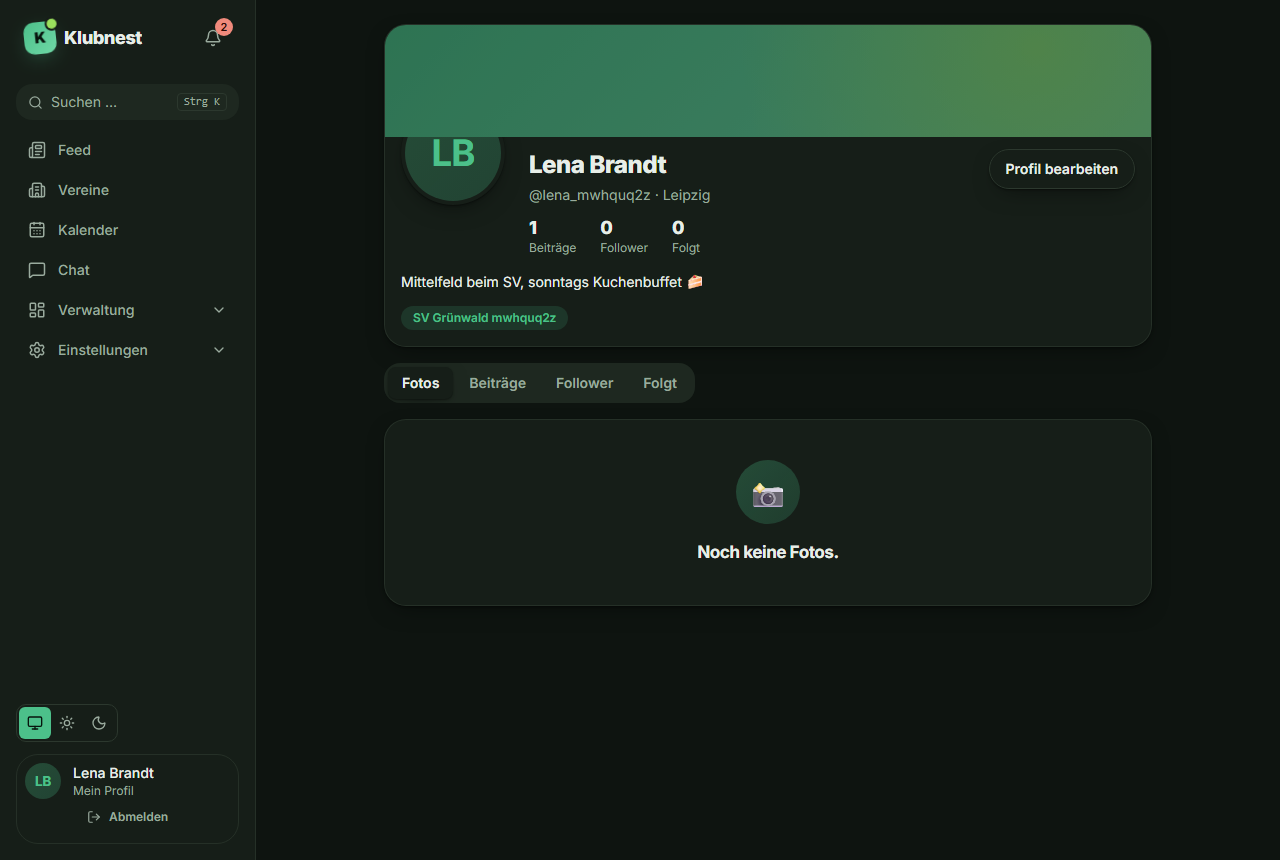 K Klubnest 2
Suchen ... Strg K
Feed
Vereine
Kalender
Chat
Verwaltung
Einstellungen
LB
Lena Brandt
Mein Profil
Abmelden
LB
Lena Brandt
Profil bearbeiten
@lena_mwhquq2z · Leipzig
1 0 0
Beiträge Follower Folgt
Mittelfeld beim SV, sonntags Kuchenbuffet 🍰
SV Grünwald mwhquq2z
Fotos Beiträge Follower Folgt
Noch keine Fotos.